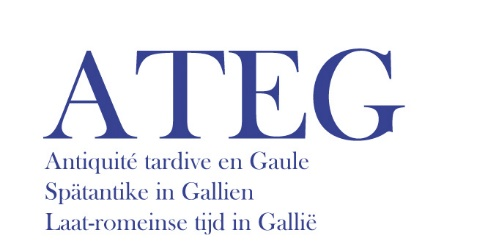 ATEG
Antiquité tardive en Gaule
Spätantike in Gallien
Laat-romeinse tijd in Gallië